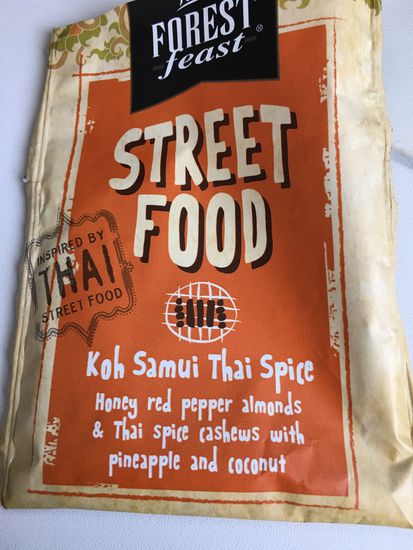 FOREST
feast®
STREET
FOOD
INSPIRED BY
THAI
STREET FOOD
Koh Samui Thai Spice
Honey red pepper almonds
& Thai spice cashews with
pineapple and coconut